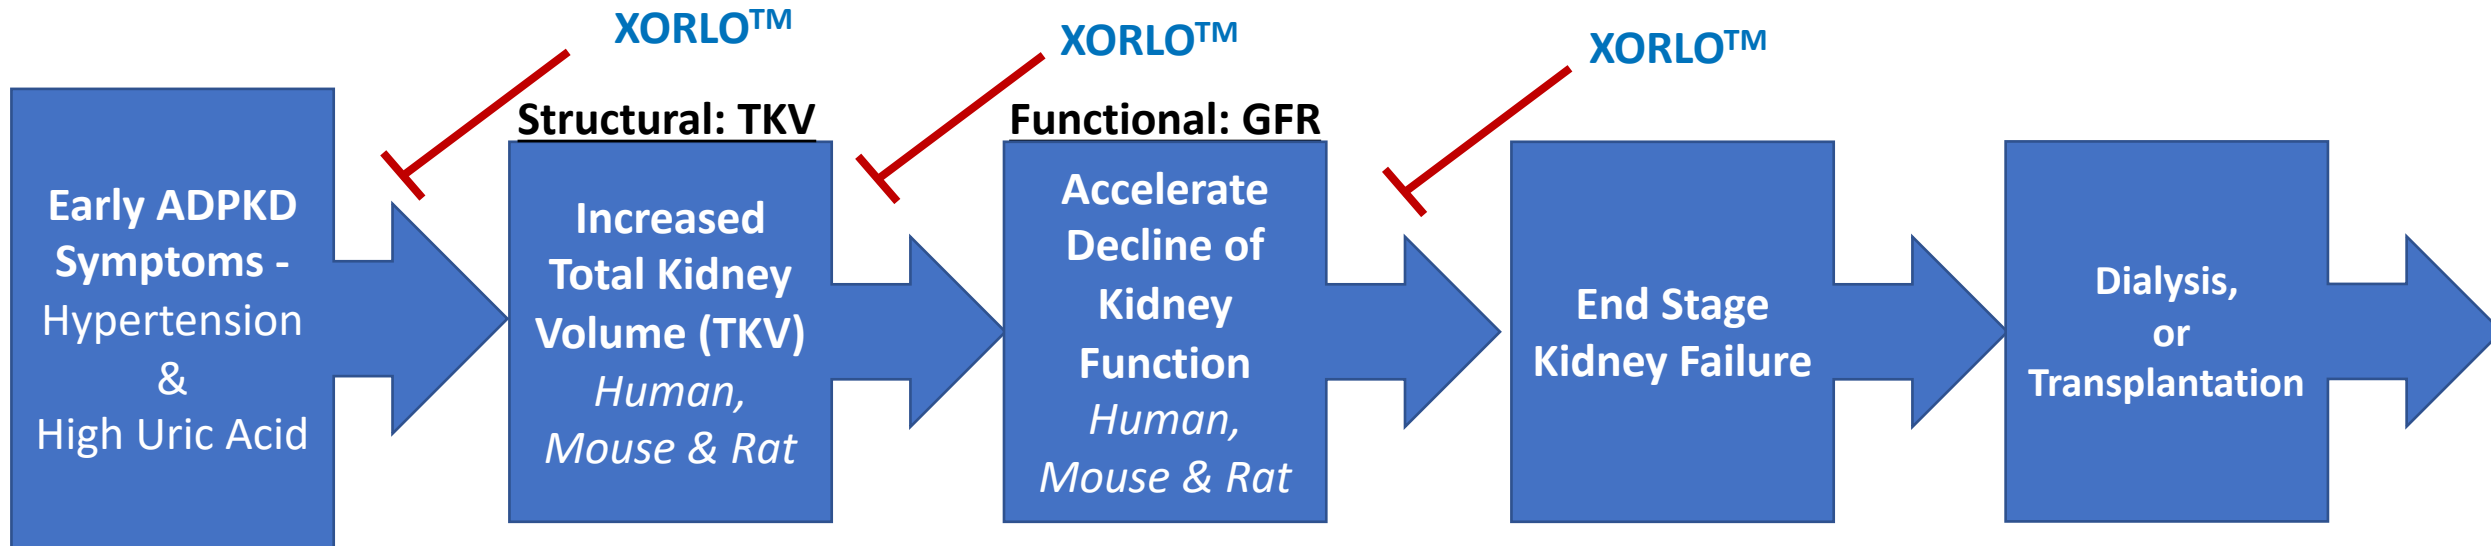 XORLO™
XORLO™
XORLO™
Early ADPKD
Symptoms -
Hypertension
&
High Uric Acid
Structural: TKV
Increased
Total Kidney
Volume (TKV)
Human,
Mouse & Rat
Functional: GFR
Accelerate
Decline of
Kidney
Function
Human,
Mouse & Rat
End Stage
Kidney Failure
Dialysis,
or
Transplantation